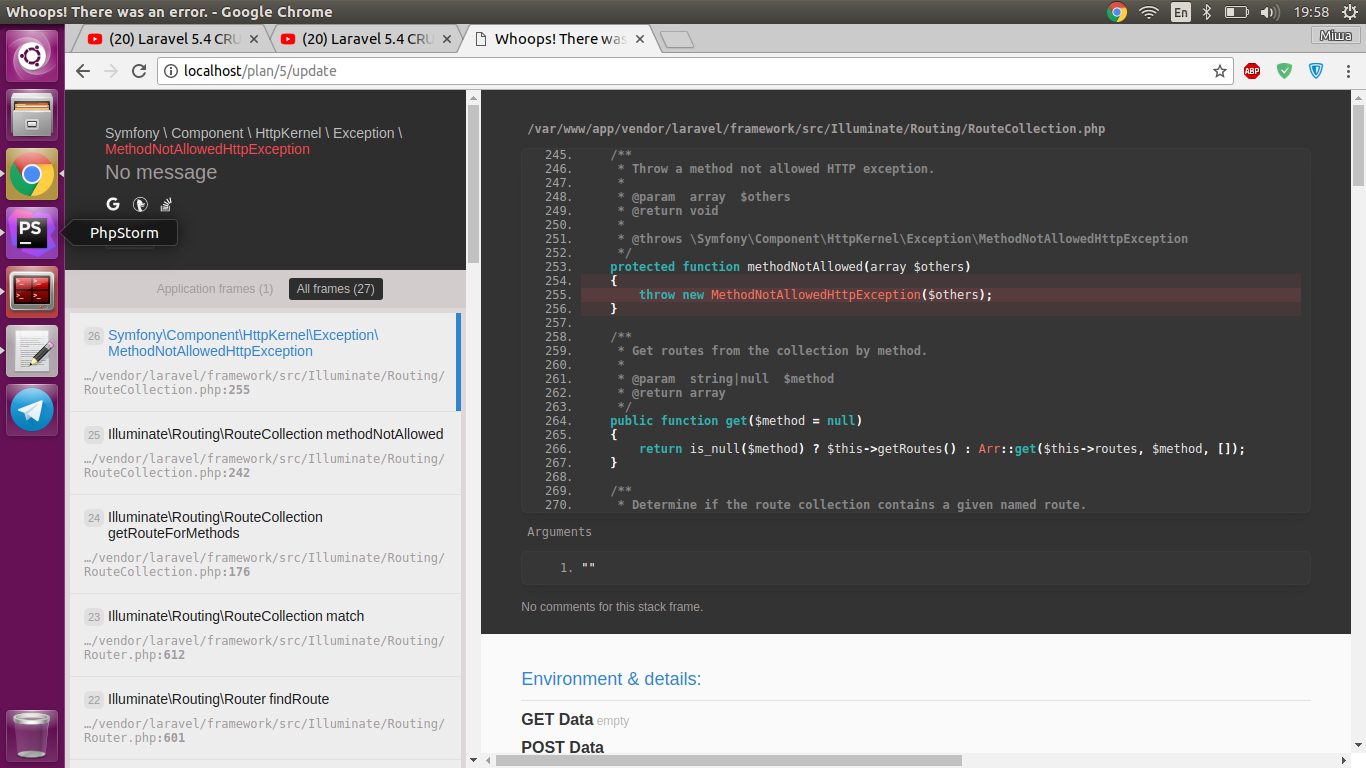 Whoops! There was an error. - Google Chrome
En
19:58
(20) Laravel 5.4 CRU
(20) Laravel 5.4 CRU
Whoops! There was
Миша
localhost/plan/5/update
ABP
Symfony \ Component \ HttpKernel \ Exception \
MethodNotAllowedHttpException
No message
PS
PhpStorm
Application frames (1)
All frames (27)
26 Symfony\Component\HttpKernel\Exception\
MethodNotAllowedHttpException
…/vendor/laravel/framework/src/Illuminate/Routing/
RouteCollection.php:255
25 Illuminate\Routing\RouteCollection methodNotAllowed
…/vendor/laravel/framework/src/Illuminate/Routing/
RouteCollection.php:242
24 Illuminate\Routing\RouteCollection
getRouteForMethods
…/vendor/laravel/framework/src/Illuminate/Routing/
RouteCollection.php:176
23 Illuminate\Routing\RouteCollection match
…/vendor/laravel/framework/src/Illuminate/Routing/
Router.php:612
22 Illuminate\Routing\Router findRoute
…/vendor/laravel/framework/src/Illuminate/Routing/
Router.php:601
/var/www/app/vendor/laravel/framework/src/Illuminate/Routing/RouteCollection.php
245. /**
246. * Throw a method not allowed HTTP exception.
247. *
248. * @param  array  $others
249. * @return void
250. *
251. * @throws \Symfony\Component\HttpKernel\Exception\MethodNotAllowedHttpException
252. */
253. protected function methodNotAllowed(array $others)
254. {
255. throw new MethodNotAllowedHttpException($others);
256. }
257.
258. /**
259. * Get routes from the collection by method.
260. *
261. * @param  string|null  $method
262. * @return array
263. */
264. public function get($method = null)
265. {
266. return is_null($method) ? $this->getRoutes() : Arr::get($this->routes, $method, []);
267. }
268.
269. /**
270. * Determine if the route collection contains a given named route.
Arguments
1. ""
No comments for this stack frame.
Environment & details:
GET Data empty
POST Data